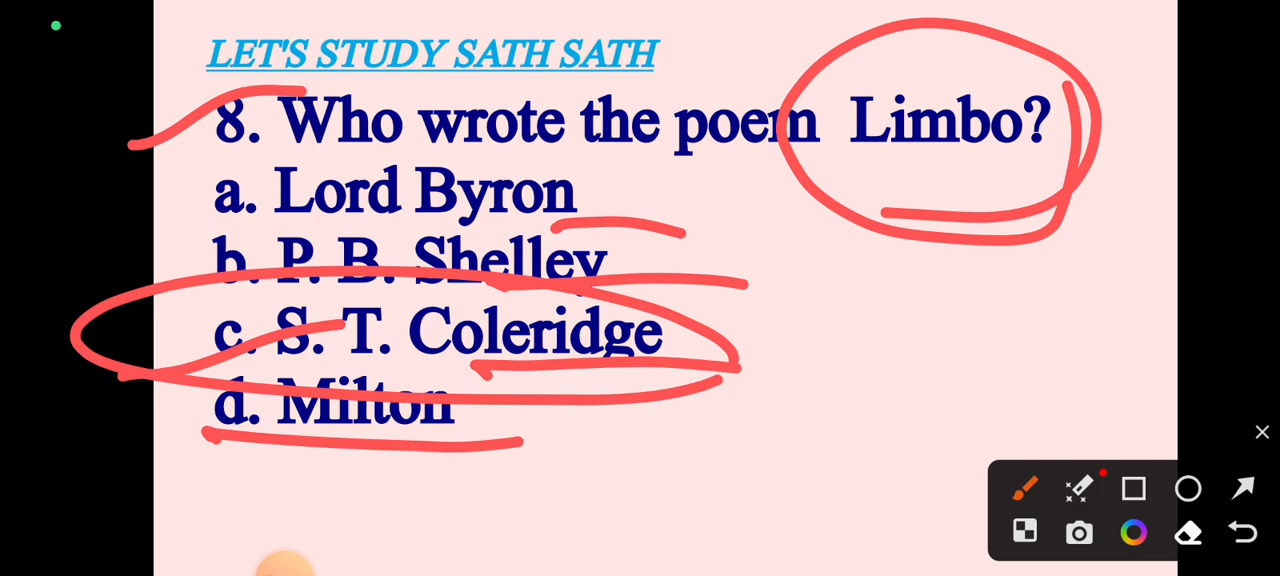 LET'S STUDY SATH SATH
8. Who wrote the poem Limbo?
a. Lord Byron
b. P. B. Shelley
c. S. T. Coleridge
d. Milton